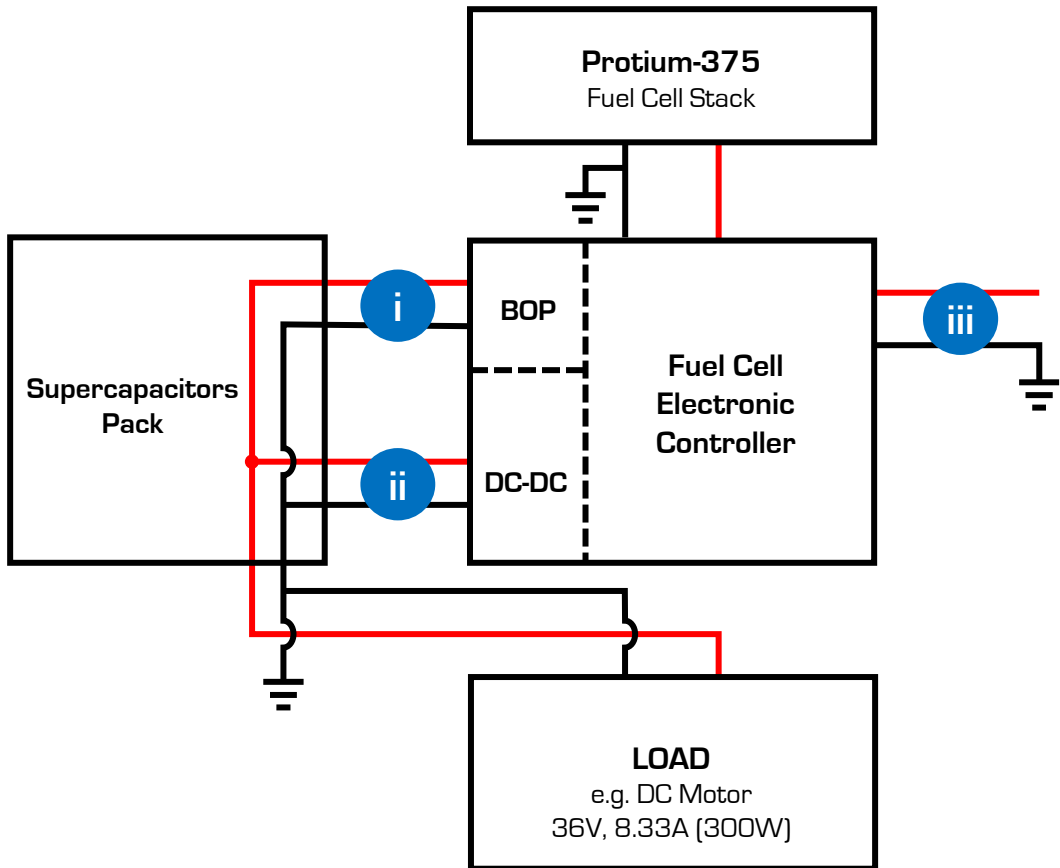 Protium-375
Fuel Cell Stack
i
BOP
iii
Supercapacitors
Pack
Fuel Cell
Electronic
Controller
ii
DC-DC
LOAD
e.g. DC Motor
36V, 8.33A (300W)